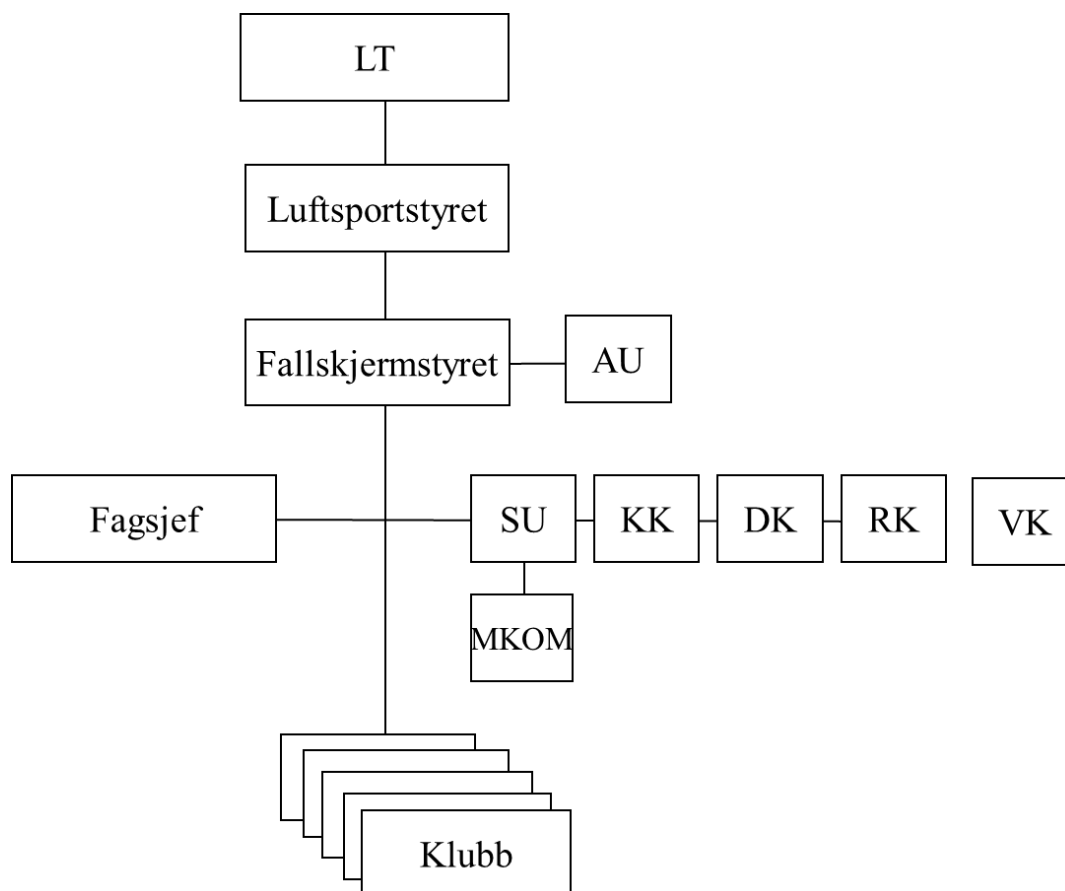 LT
Luftsportstyret
Fallskjermstyret
AU
Fagsjef
SU
KK
DK
RK
VK
MKOM
Klubb